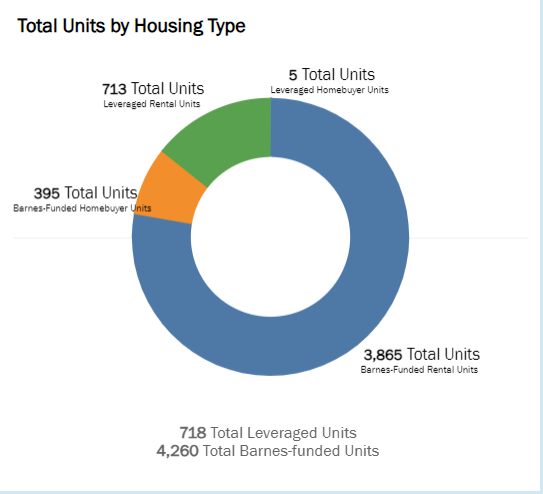 Total Units by Housing Type
5 Total Units
Leveraged Homebuyer Units
713 Total Units
Leveraged Rental Units
395 Total Units
Barnes-Funded Homebuyer Units
3,865 Total Units
Barnes-Funded Rental Units
718 Total Leveraged Units
4,260 Total Barnes-funded Units